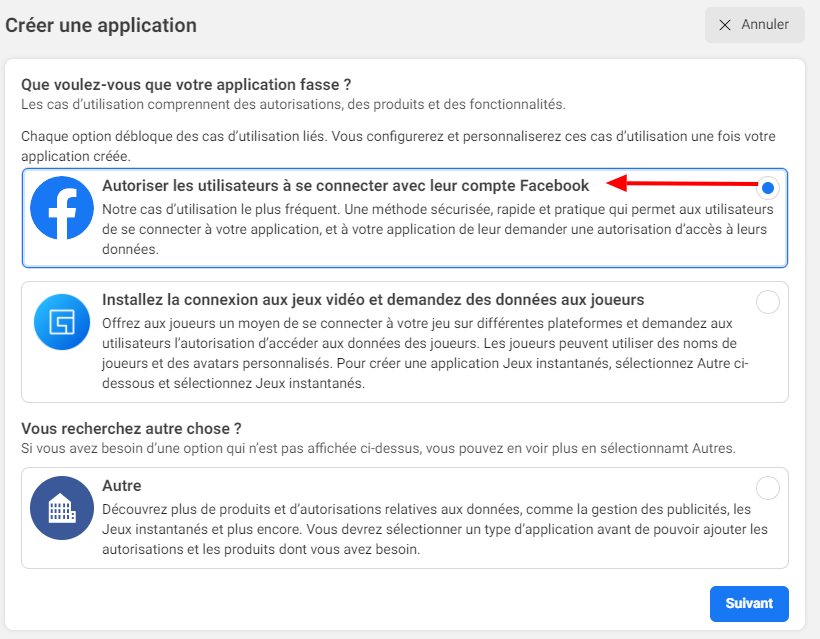 Créer une application
Annuler
Que voulez-vous que votre application fasse ?
Les cas d'utilisation comprennent des autorisations, des produits et des fonctionnalités.
Chaque option débloque des cas d'utilisation liés. Vous configurerez et personnaliserez ces cas d'utilisation une fois votre
application créée.
Autoriser les utilisateurs à se connecter avec leur compte Facebook
Notre cas d'utilisation le plus fréquent. Une méthode sécurisée, rapide et pratique qui permet aux utilisateurs
de se connecter à votre application, et à votre application de leur demander une autorisation d'accès à leurs
données.
Installez la connexion aux jeux vidéo et demandez des données aux joueurs
Offrez aux joueurs un moyen de se connecter à votre jeu sur différentes plateformes et demandez aux
utilisateurs l'autorisation d'accéder aux données des joueurs. Les joueurs peuvent utiliser des noms de
joueurs et des avatars personnalisés. Pour créer une application Jeux instantanés, sélectionnez Autre ci-
dessous et sélectionnez Jeux instantanés.
Vous recherchez autre chose ?
Si vous avez besoin d'une option qui n'est pas affichée ci-dessus, vous pouvez en voir plus en sélectionnamt Autres.
Autre
Découvrez plus de produits et d'autorisations relatives aux données, comme la gestion des publicités, les
Jeux instantanés et plus encore. Vous devrez sélectionner un type d'application avant de pouvoir ajouter les
autorisations et les produits dont vous avez besoin.
Suivant